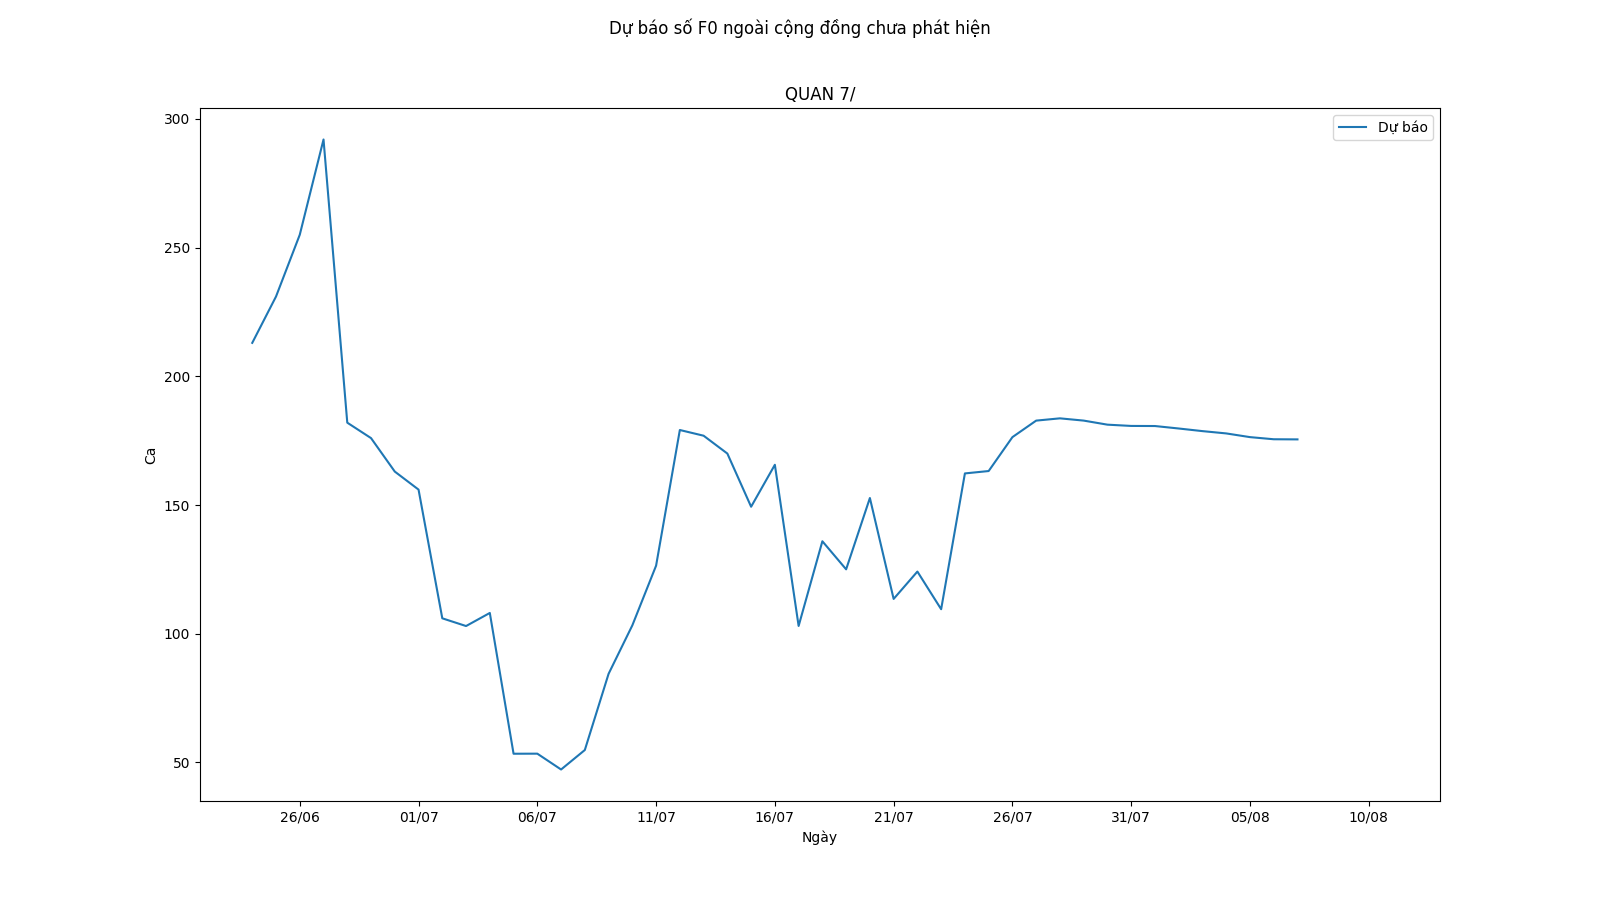 Dự báo số F0 ngoài cộng đồng chưa phát hiện
QUAN 7/
Dự báo
300
250
200
150
100
50
Ca
26/06 01/07 06/07 11/07 16/07 21/07 26/07 31/07 05/08 10/08
Ngày